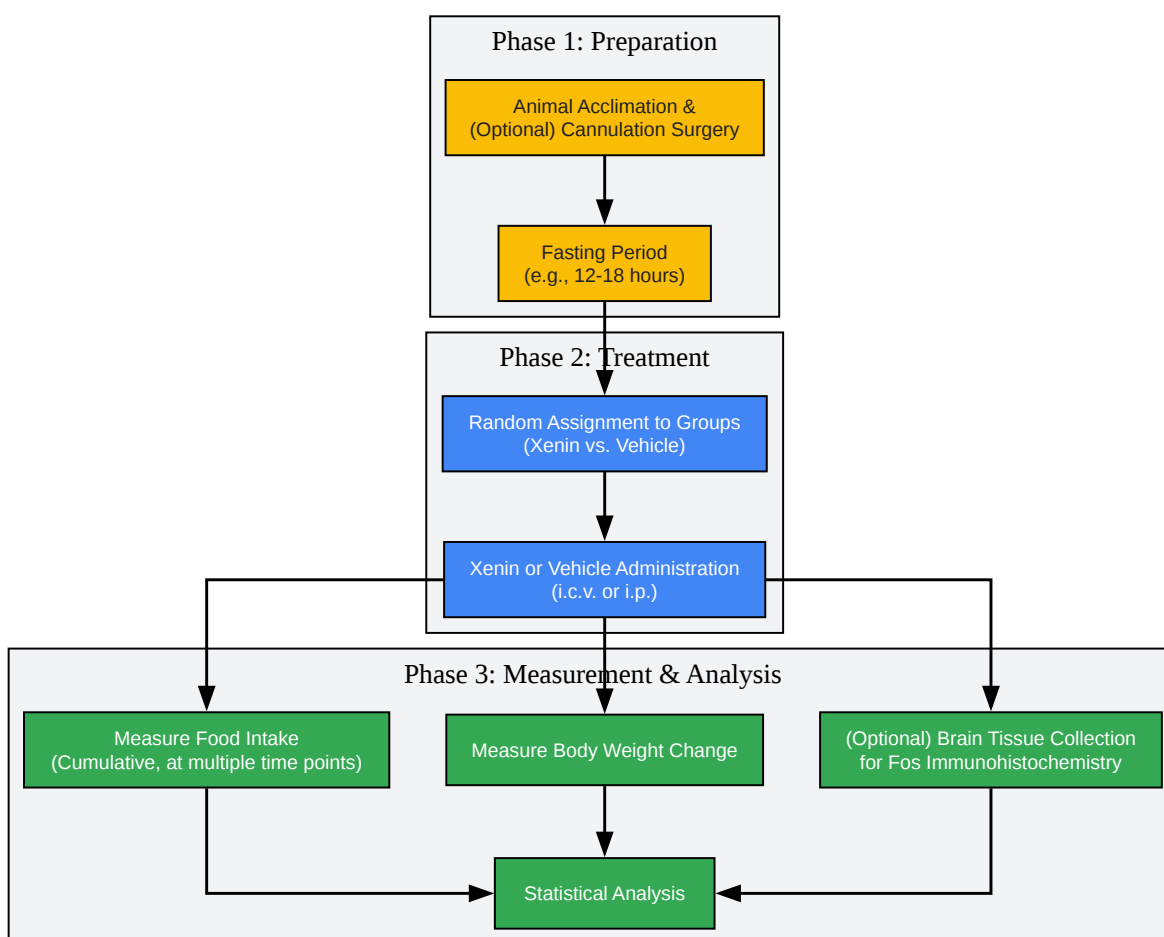 Phase 1: Preparation
Animal Acclimation &
(Optional) Cannulation Surgery
Fasting Period
(e.g., 12-18 hours)
Phase 2: Treatment
Random Assignment to Groups
(Xenin vs. Vehicle)
Xenin or Vehicle Administration
(i.c.v. or i.p.)
Phase 3: Measurement & Analysis
Measure Food Intake
(Cumulative, at multiple time points)
Measure Body Weight Change
(Optional) Brain Tissue Collection
for Fos Immunohistochemistry
Statistical Analysis